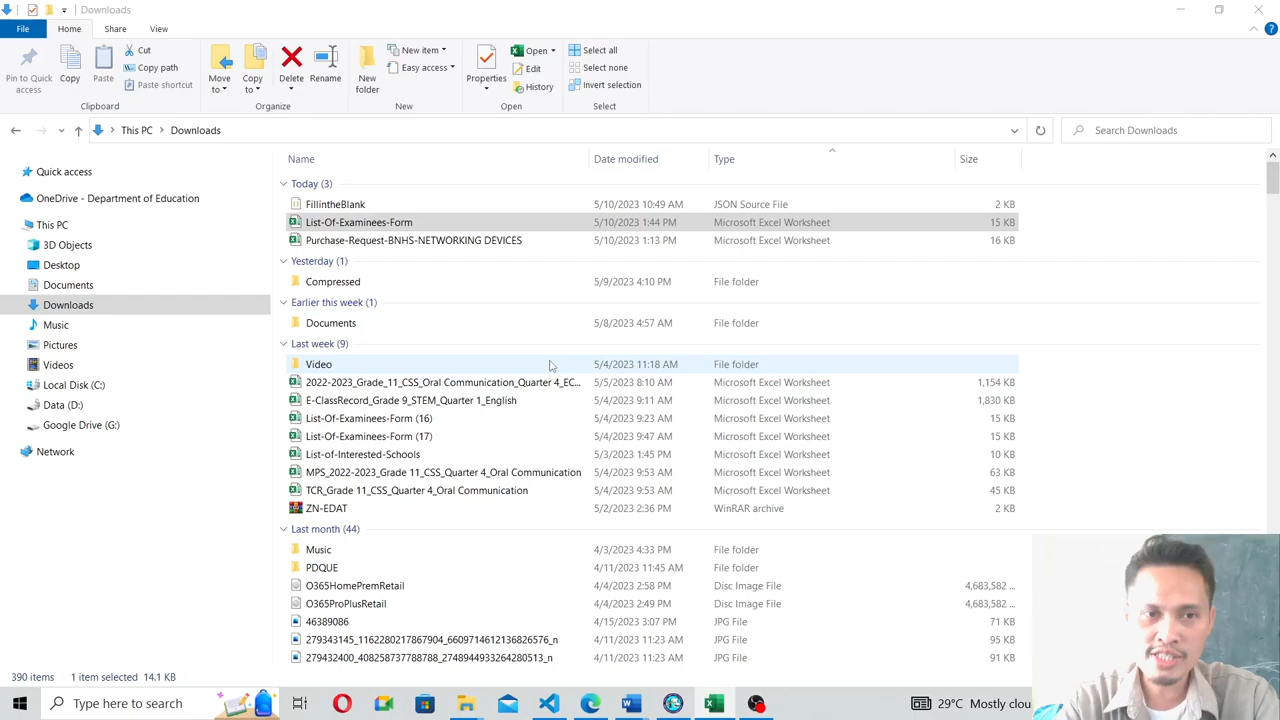 Downloads
File
Home
Share
View
Pin to Quick access
Copy
Paste
Cut
Copy path
Paste shortcut
Move to
Copy to
Delete
Rename
New folder
New item
Easy access
Properties
Open
Edit
History
Select all
Select none
Invert selection
Clipboard
Organize
New
Open
Select
This PC
Downloads
Search Downloads
Name
Date modified
Type
Size
Quick access
OneDrive - Department of Education
This PC
3D Objects
Desktop
Documents
Downloads
Music
Pictures
Videos
Local Disk (C:)
Data (D:)
Google Drive (G:)
Network
Today (3)
FillintheBlank 5/10/2023 10:49 AM JSON Source File 2 KB
List-Of-Examinees-Form 5/10/2023 1:44 PM Microsoft Excel Worksheet 15 KB
Purchase-Request-BNHS-NETWORKING DEVICES 5/10/2023 1:13 PM Microsoft Excel Worksheet 16 KB
Yesterday (1)
Compressed 5/9/2023 4:10 PM File folder
Earlier this week (1)
Documents 5/8/2023 4:57 AM File folder
Last week (9)
Video 5/4/2023 11:18 AM File folder
2022-2023_Grade_11_CSS_Oral Communication_Quarter 4_EC... 5/5/2023 8:10 AM Microsoft Excel Worksheet 1,154 KB
E-ClassRecord_Grade 9_STEM_Quarter 1_English 5/4/2023 9:11 AM Microsoft Excel Worksheet 1,830 KB
List-Of-Examinees-Form (16) 5/4/2023 9:23 AM Microsoft Excel Worksheet 15 KB
List-Of-Examinees-Form (17) 5/4/2023 9:47 AM Microsoft Excel Worksheet 15 KB
List-of-Interested-Schools 5/3/2023 1:45 PM Microsoft Excel Worksheet 10 KB
MPS_2022-2023_Grade 11_CSS_Quarter 4_Oral Communication 5/4/2023 9:53 AM Microsoft Excel Worksheet 63 KB
TCR_Grade 11_CSS_Quarter 4_Oral Communication 5/4/2023 9:53 AM Microsoft Excel Worksheet 45 KB
ZN-EDAT 5/2/2023 2:36 PM WinRAR archive 2 KB
Last month (44)
Music 4/3/2023 4:33 PM File folder
PDQUE 4/11/2023 11:45 AM File folder
O365HomePremRetail 4/4/2023 2:58 PM Disc Image File 4,683,582 ...
O365ProPlusRetail 4/4/2023 2:49 PM Disc Image File 4,683,582 ...
46389086 4/15/2023 3:07 PM JPG File 71 KB
279343145_1162280217867904_6609714612136826576_n 4/11/2023 11:23 AM JPG File 95 KB
279432400_408258737788788_2748944933264280513_n 4/11/2023 11:23 AM JPG File 91 KB
390 items 1 item selected 14.1 KB
Type here to search
29°C Mostly clou